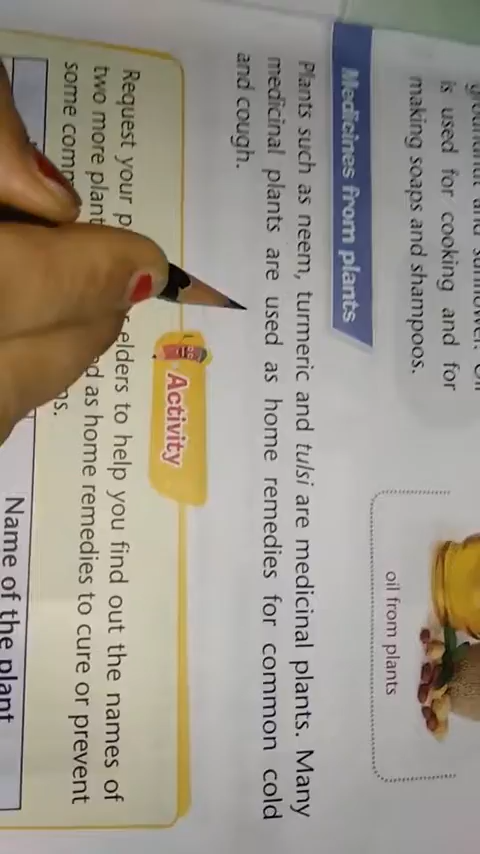 is used for cooking and for
making soaps and shampoos.
oil from plants
Medicines from plants
Plants such as neem, turmeric and tulsi are medicinal plants. Many
medicinal plants are used as home remedies for common cold
and cough.
Activity
Request your elders to help you find out the names of
two more as home remedies to cure or prevent
some
Name of the plant